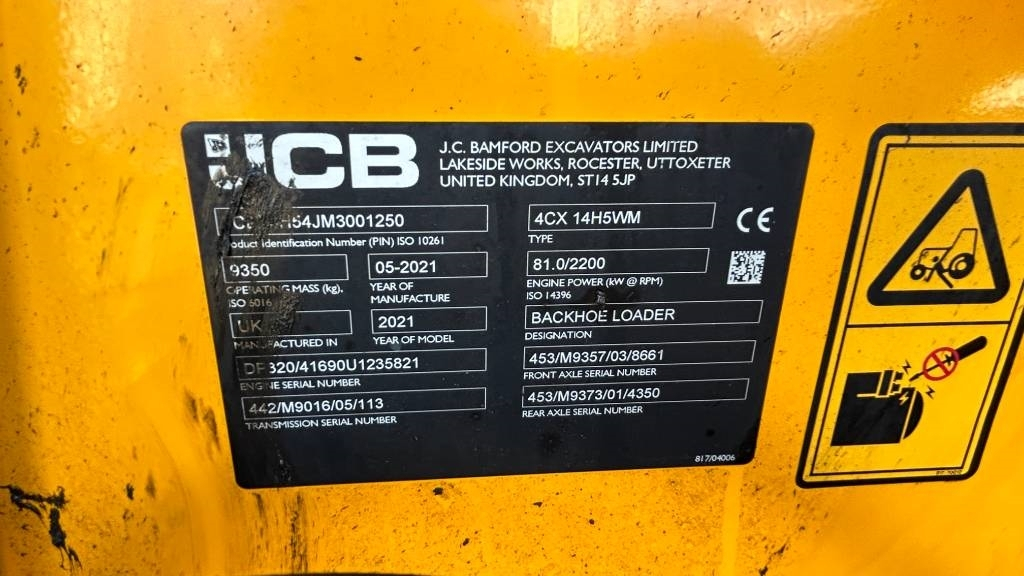 JCB
J.C. BAMFORD EXCAVATORS LIMITED
LAKESIDE WORKS, ROCESTER, UTTOXETER
UNITED KINGDOM, ST14 5JP
H54JM3001250
Identification Number (PIN) ISO 10261
4CX 14H5WM
TYPE
CE
9350
OPERATING MASS (kg).
ISO 5016
05-2021
YEAR OF
MANUFACTURE
81.0/2200
ENGINE POWER (kW @ RPM)
ISO 14396
UK
MANUFACTURED IN
2021
YEAR OF MODEL
BACKHOE LOADER
DESIGNATION
320/41690U1235821
ENGINE SERIAL NUMBER
453/M9357/03/8661
FRONT AXLE SERIAL NUMBER
442/M9016/05/113
TRANSMISSION SERIAL NUMBER
453/M9373/01/4350
REAR AXLE SERIAL NUMBER
817/04006